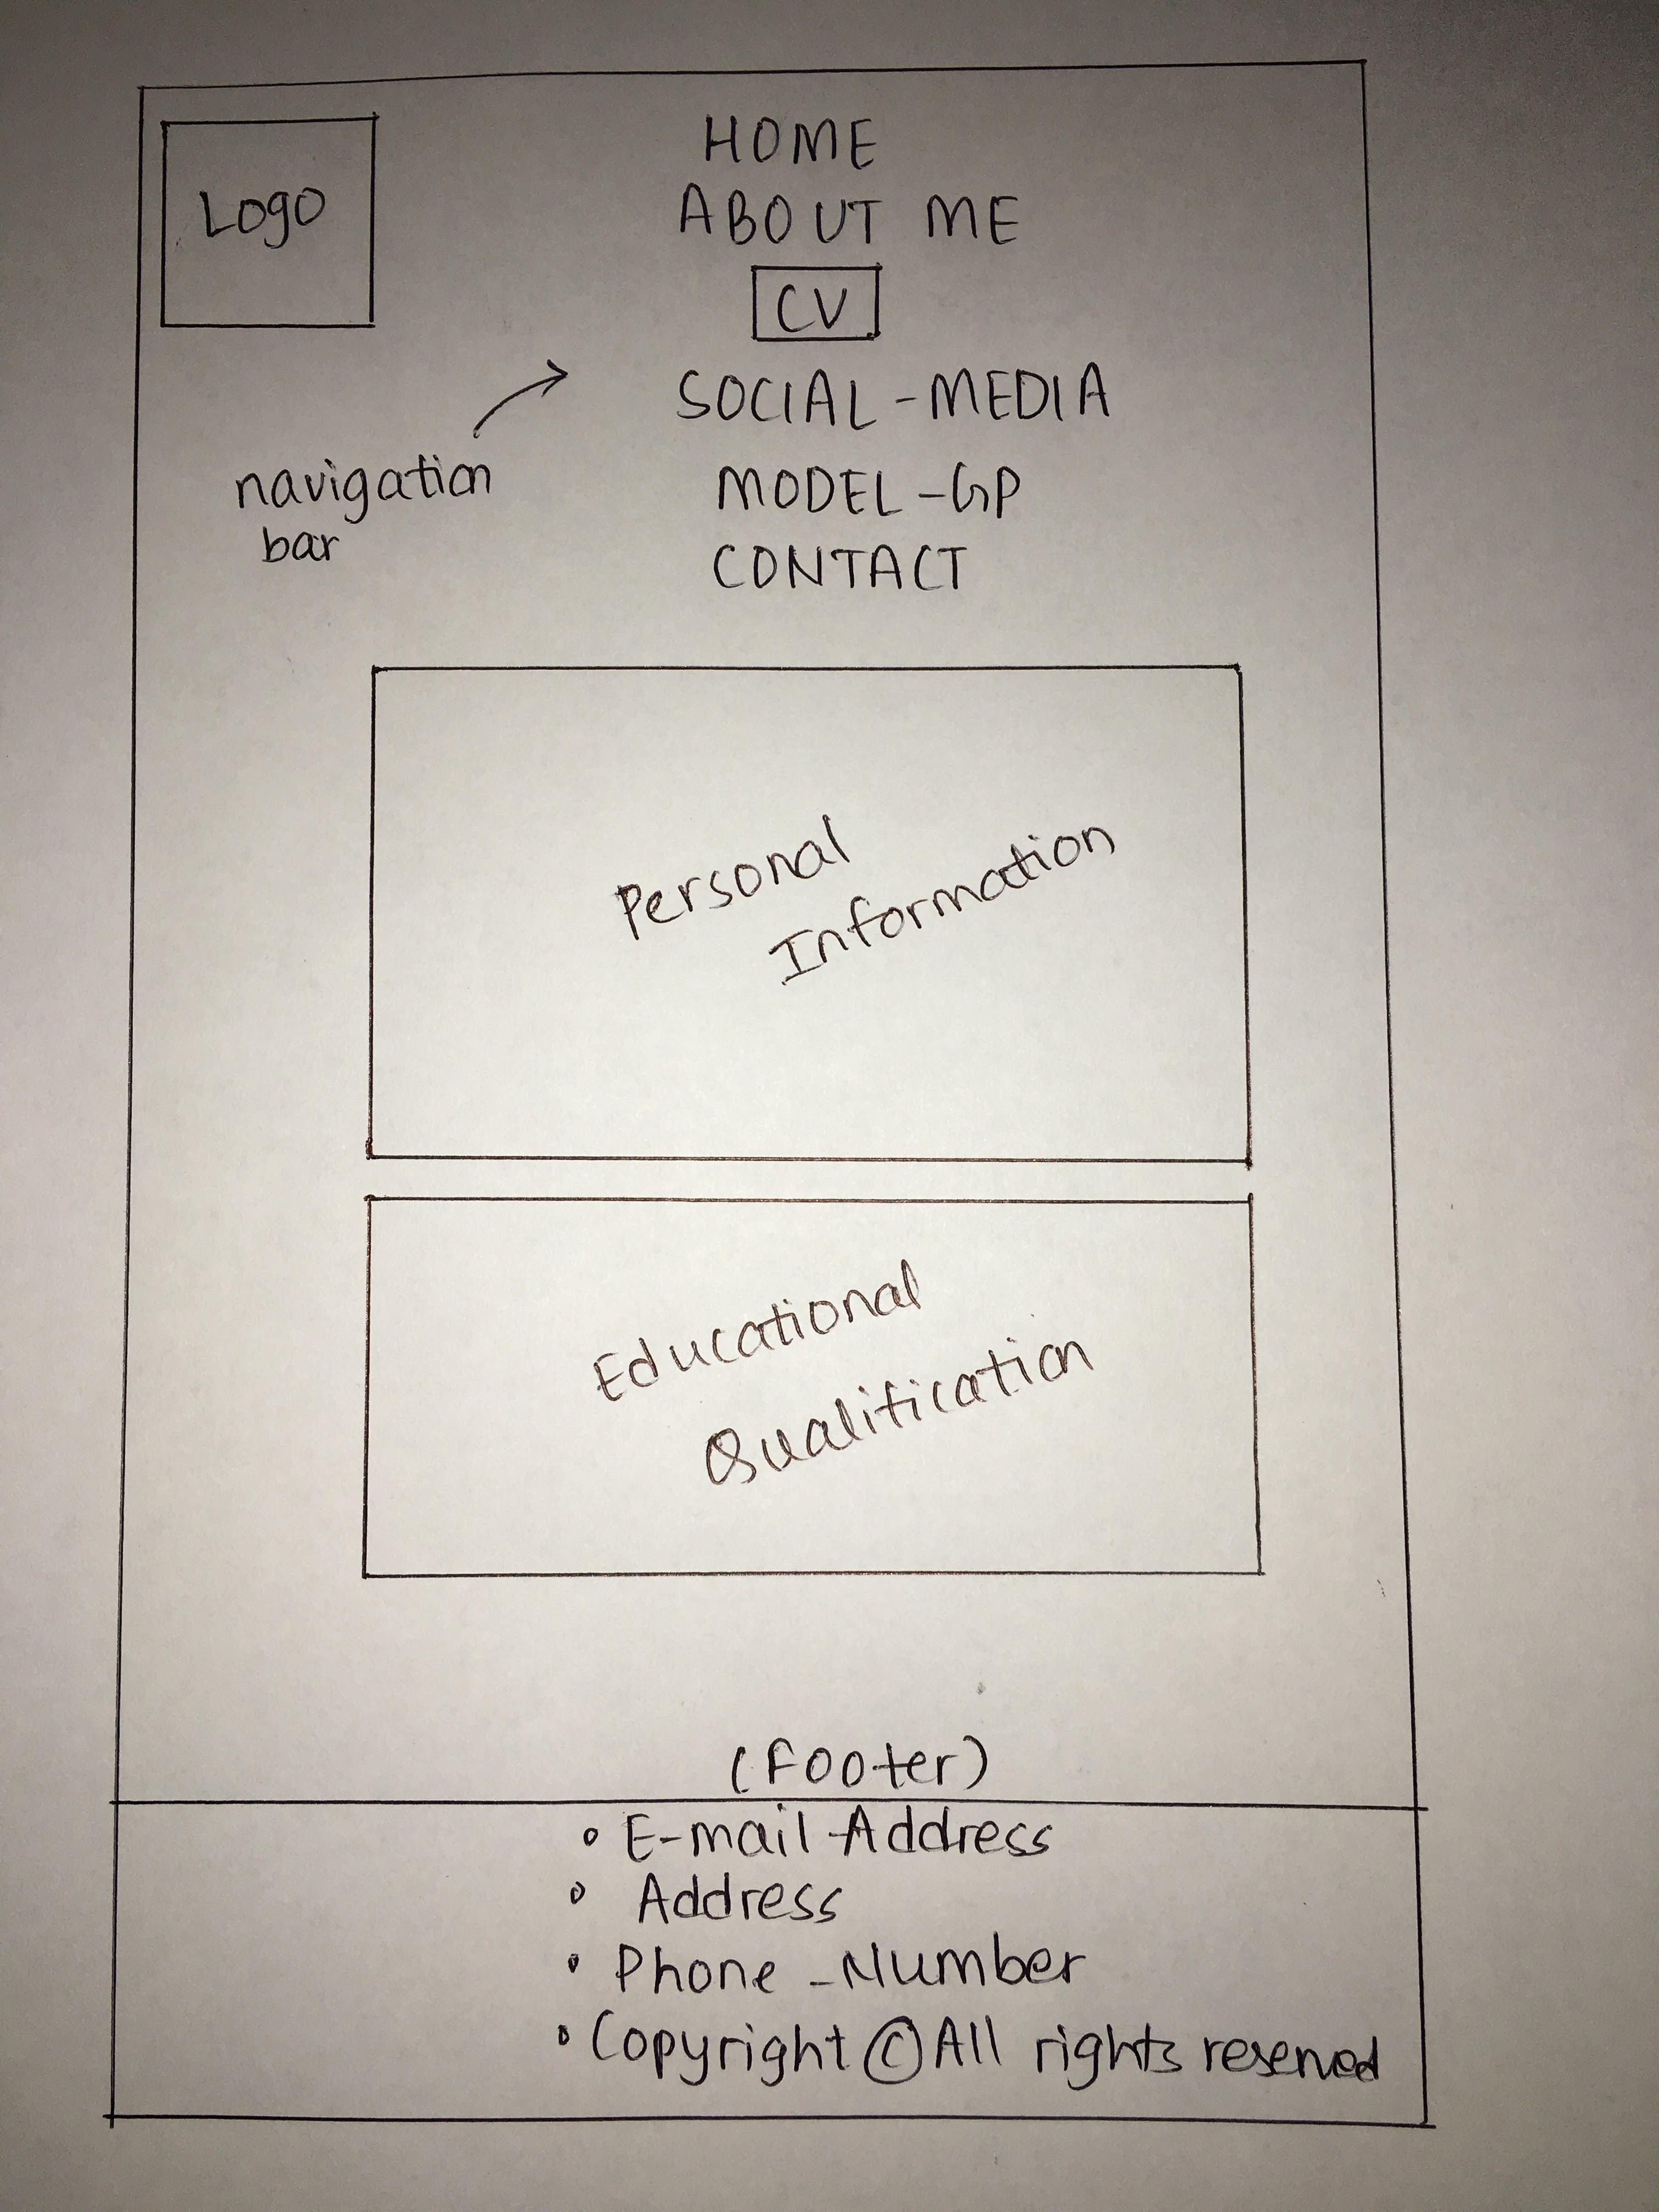 Logo
HOME
ABOUT ME
CV
SOCIAL-MEDIA
MODEL-GP
CONTACT
navigation
bar
Personal
Information
Educational
Qualification
(Footer)
• E-mail-Address
• Address
• Phone-Number
• Copyright © All rights reserved